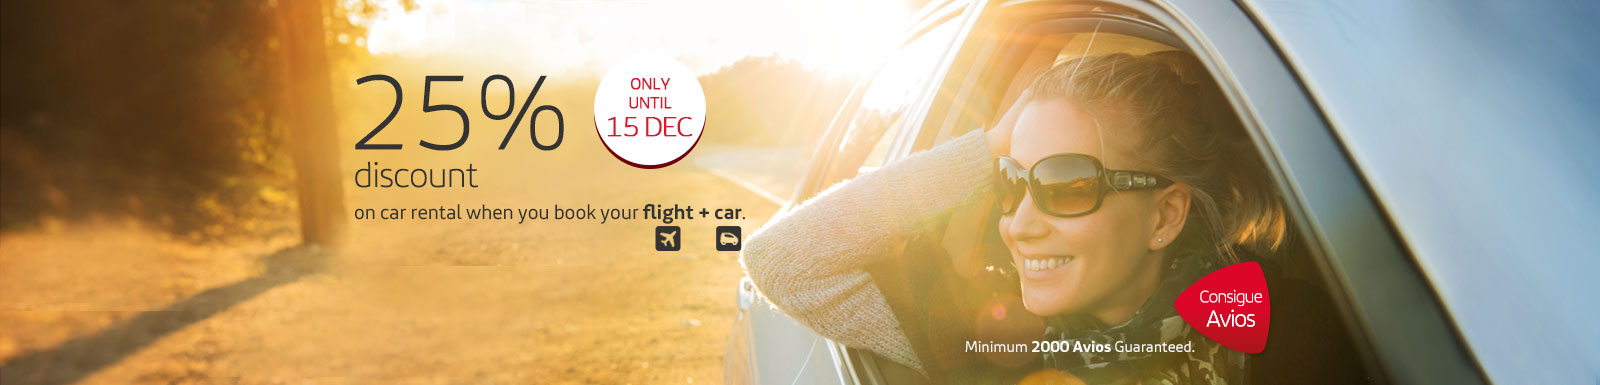 25%
discount
on car rental when you book your flight + car.
ONLY
UNTIL
15 DEC
Consigue
Avios
Minimum 2000 Avios Guaranteed.